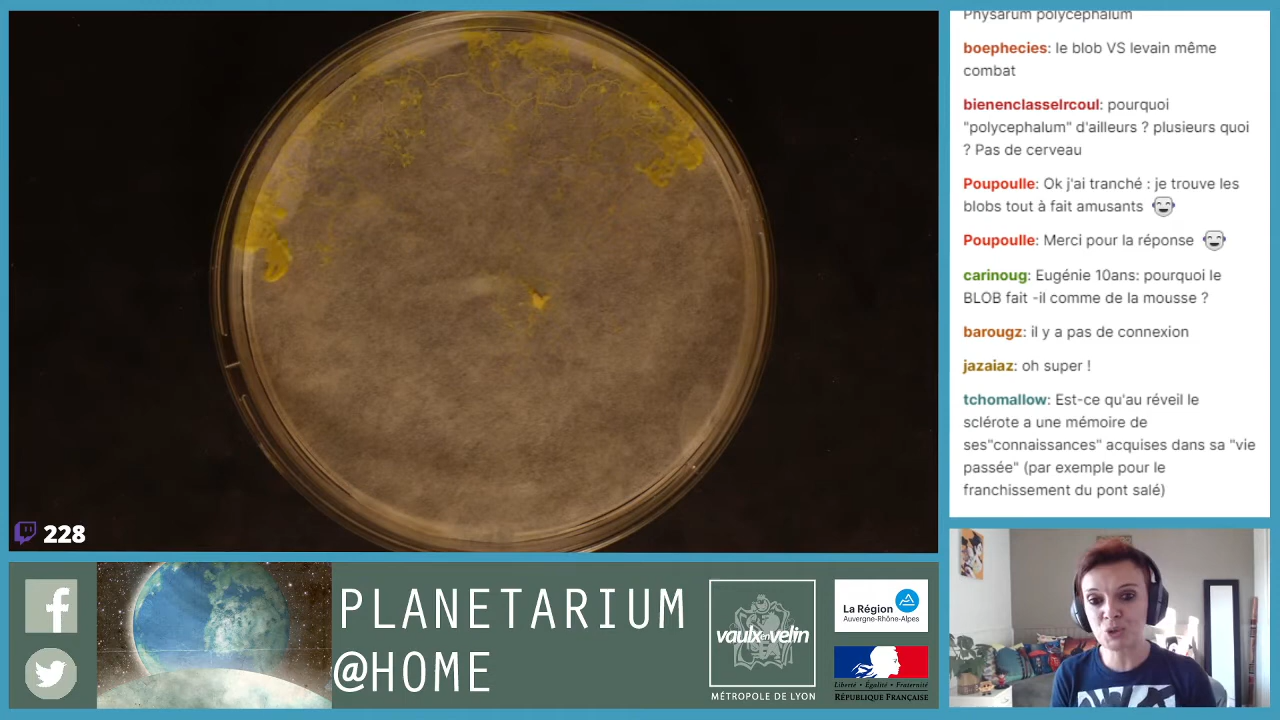 Physarum polycephalum
boephecies: le blob VS levain même
combat
bienenclasselrcoul: pourquoi
"polycephalum" d'ailleurs ? plusieurs quoi
? Pas de cerveau
Poupoulle: Ok j'ai tranché : je trouve les
blobs tout à fait amusants
Poupoulle: Merci pour la réponse
carinoug: Eugénie 10ans: pourquoi le
BLOB fait -il comme de la mousse ?
barougz: il y a pas de connexion
jazaiaz: oh super !
tchomallow: Est-ce qu'au réveil le
sclérote a une mémoire de
ses"connaissances" acquises dans sa "vie
passée" (par exemple pour le
franchissement du pont salé)
228
PLANETARIUM
@HOME
vaulx en velin
MÉTROPOLE DE LYON
La Région
Auvergne-Rhône-Alpes
Liberté • Égalité • Fraternité
RÉPUBLIQUE FRANÇAISE